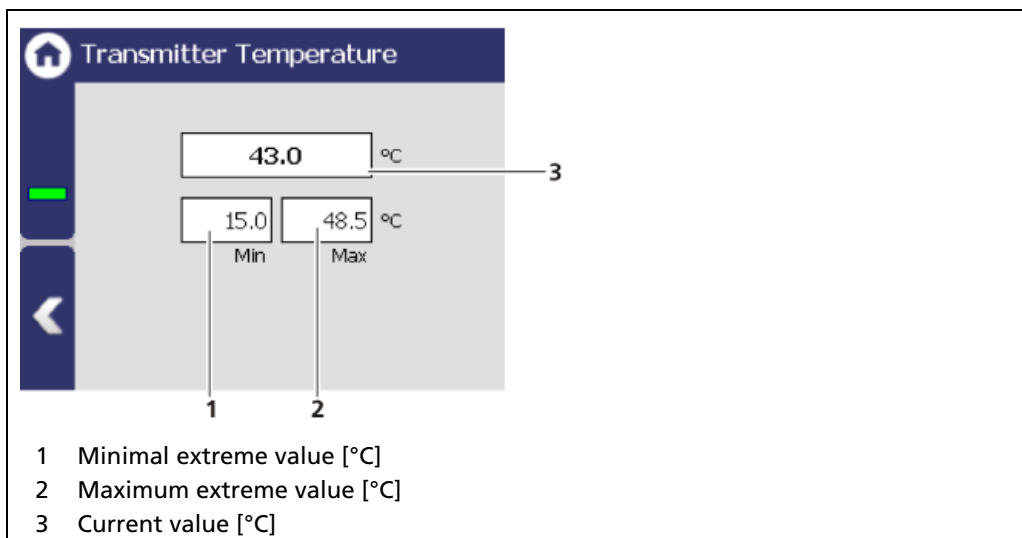 Transmitter Temperature
43.0 °C
3
15.0 48.5 °C
Min Max
1 2
1 Minimal extreme value [°C]
2 Maximum extreme value [°C]
3 Current value [°C]